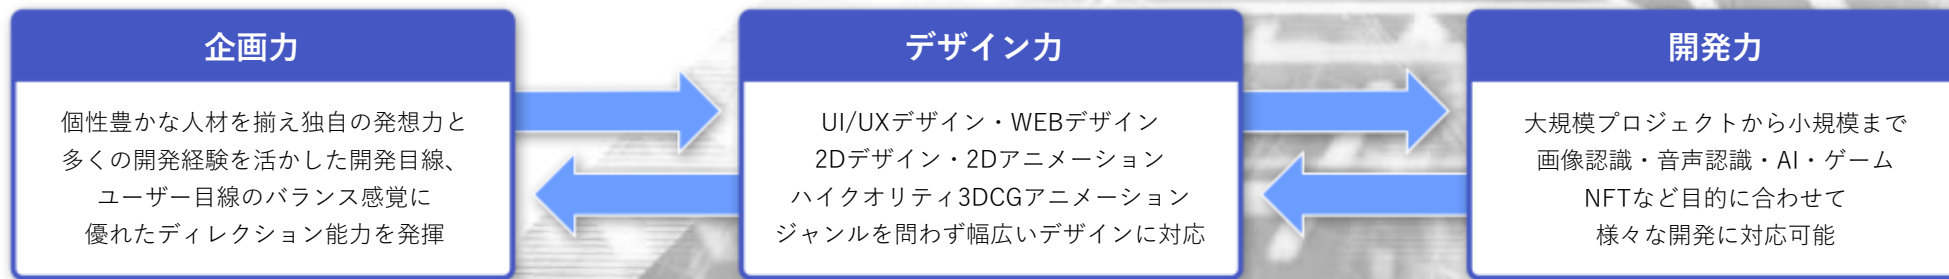 企画力
個性豊かな人材を揃え独自の発想力と
多くの開発経験を活かした開発目線、
ユーザー目線のバランス感覚に
優れたディレクション能力を発揮
デザイン力
UI/UXデザイン・WEBデザイン
2Dデザイン・2Dアニメーション
ハイクオリティ3DCGアニメーション
ジャンルを問わず幅広いデザインに対応
開発力
大規模プロジェクトから小規模まで
画像認識・音声認識・AI・ゲーム
NFTなど目的に合わせて
様々な開発に対応可能